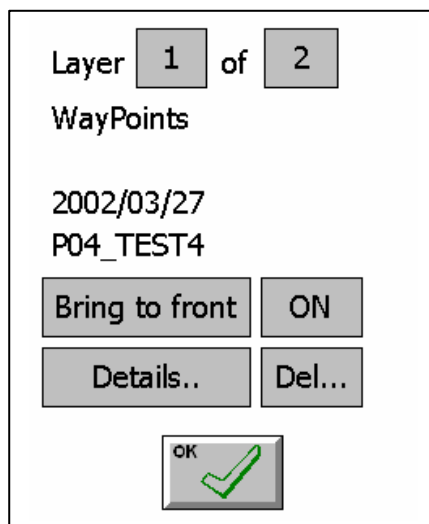 Layer 1 of 2
WayPoints
2002/03/27
P04_TEST4
Bring to front ON
Details.. Del...
OK